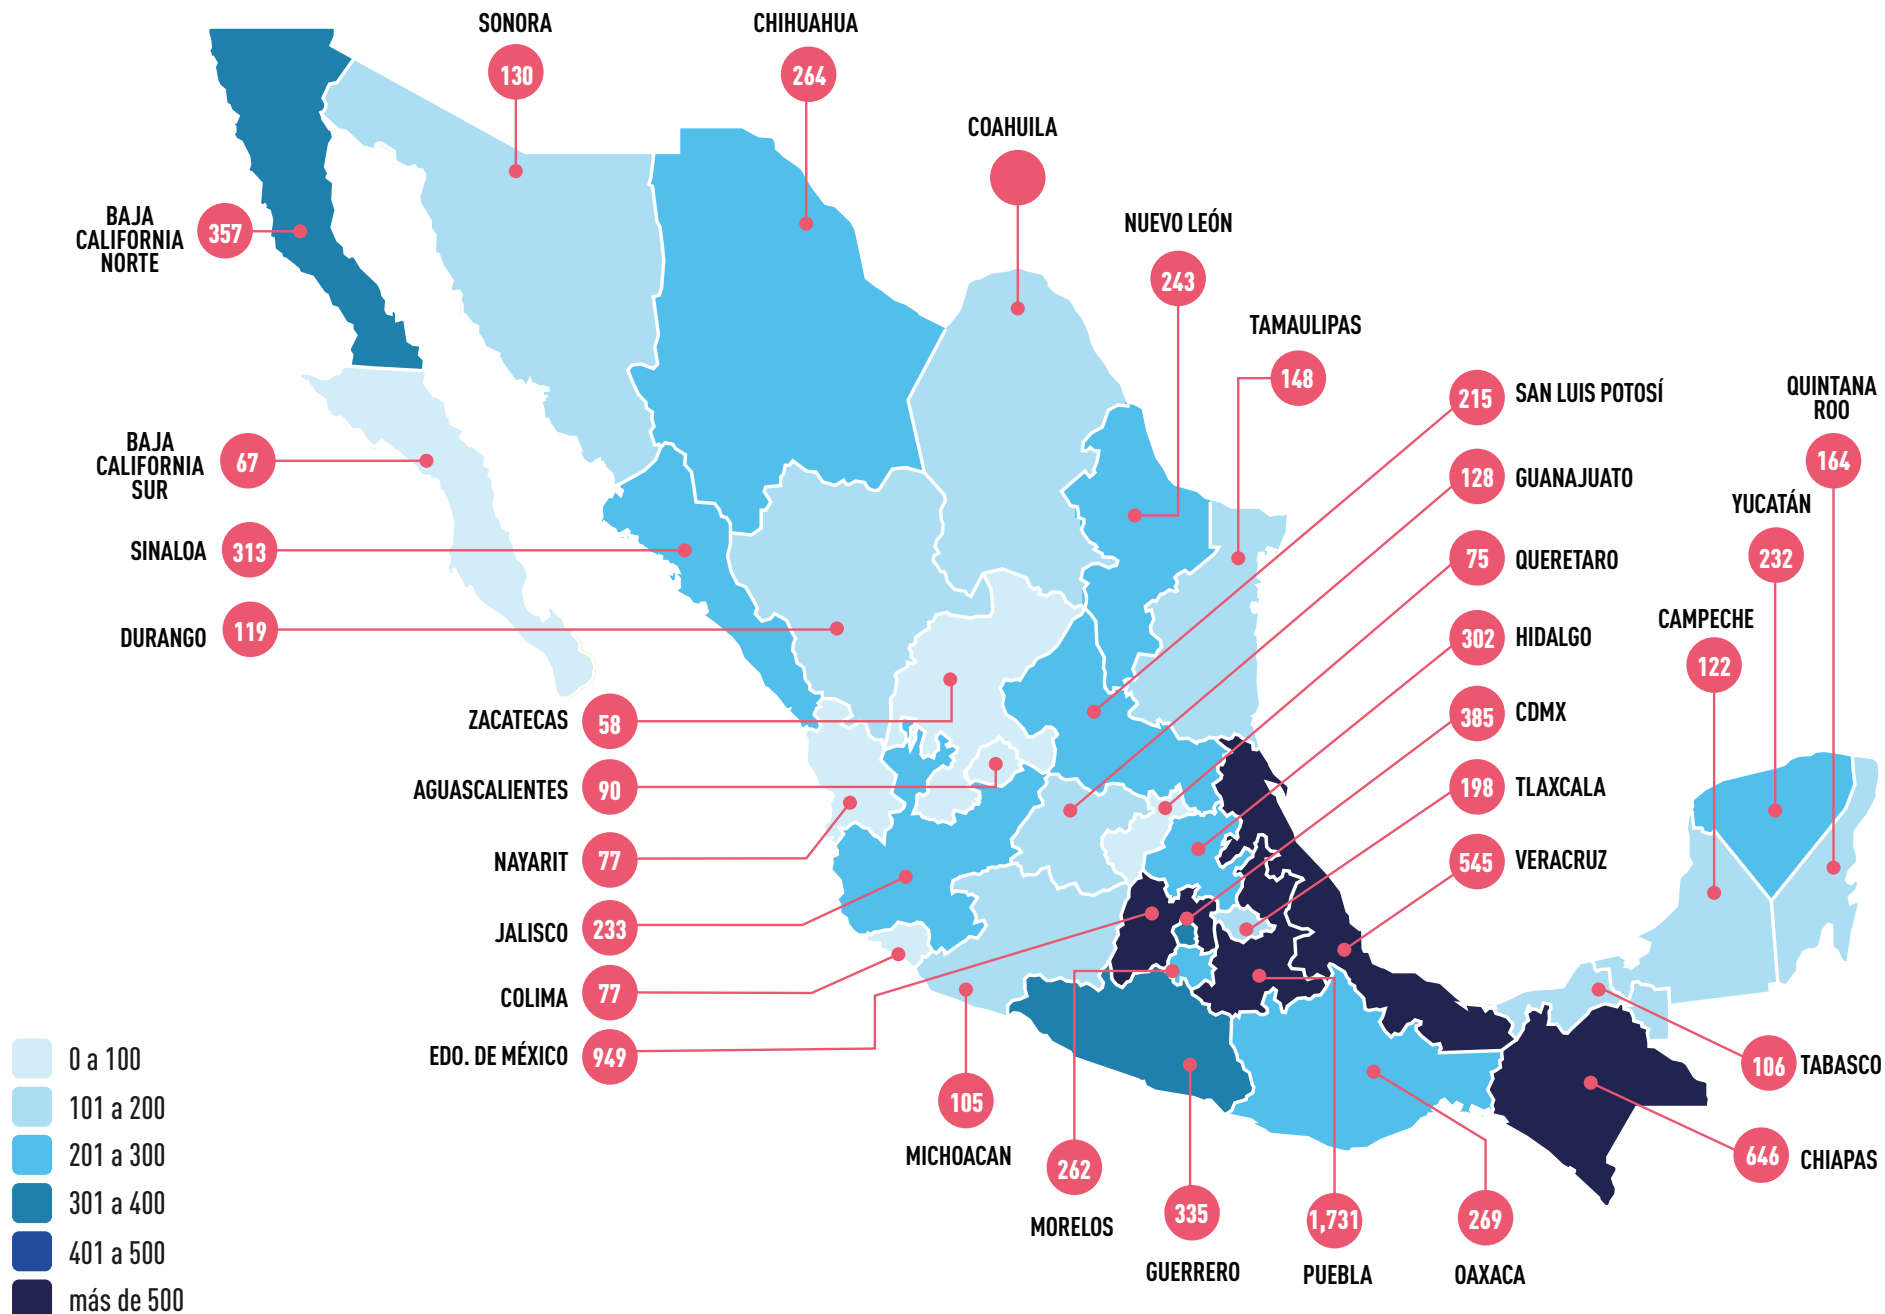 SONORA
130
CHIHUAHUA
264
COAHUILA
NUEVO LEÓN
243
TAMAULIPAS
148
BAJA
CALIFORNIA
NORTE
357
BAJA
CALIFORNIA
SUR
67
SINALOA
313
DURANGO
119
ZACATECAS
58
AGUASCALIENTES
90
NAYARIT
77
JALISCO
233
COLIMA
77
EDO. DE MÉXICO
949
215
SAN LUIS POTOSÍ
128
GUANAJUATO
75
QUERETARO
302
HIDALGO
385
CDMX
198
TLAXCALA
545
VERACRUZ
QUINTANA
ROO
164
YUCATÁN
232
CAMPECHE
122
106
TABASCO
646
CHIAPAS
105
MICHOACAN
262
MORELOS
335
GUERRERO
1,731
PUEBLA
269
OAXACA
0 a 100
101 a 200
201 a 300
301 a 400
401 a 500
más de 500